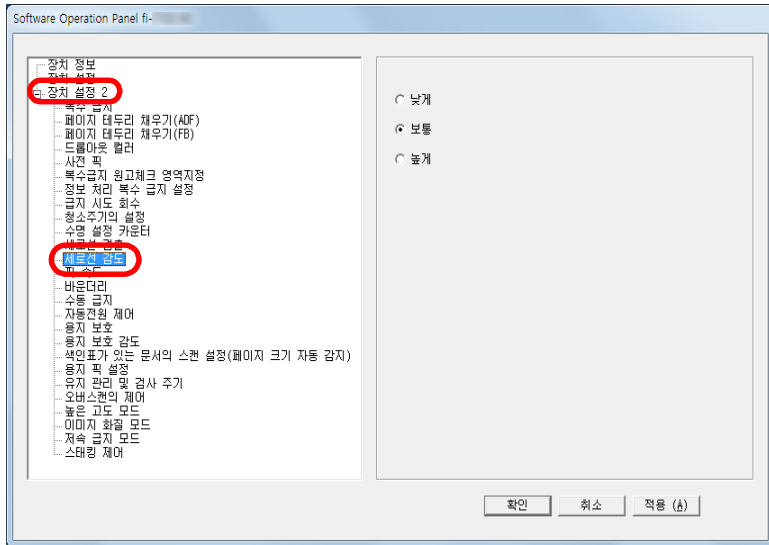 Software Operation Panel fi-
장치 정보
장치 설정
장치 설정 2
복수 급지
페이지 테두리 채우기(ADF)
페이지 테두리 채우기(FB)
드롭아웃 컬러
사전 픽
복수급지 원고체크 영역지정
정보 처리 복수 급지 설정
급지 시도 회수
청소주기의 설정
수명 설정 카운터
세로선 검출
세로선 감도
픽 속도
바운더리
수동 급지
자동전원 제어
용지 보호
용지 보호 감도
색인표가 있는 문서의 스캔 설정(페이지 크기 자동 감지)
용지 픽 설정
유지 관리 및 검사 주기
오버스캔의 제어
높은 고도 모드
이미지 화질 모드
저속 급지 모드
스태킹 제어
낮게
보통
높게
확인 취소 적용 (A)